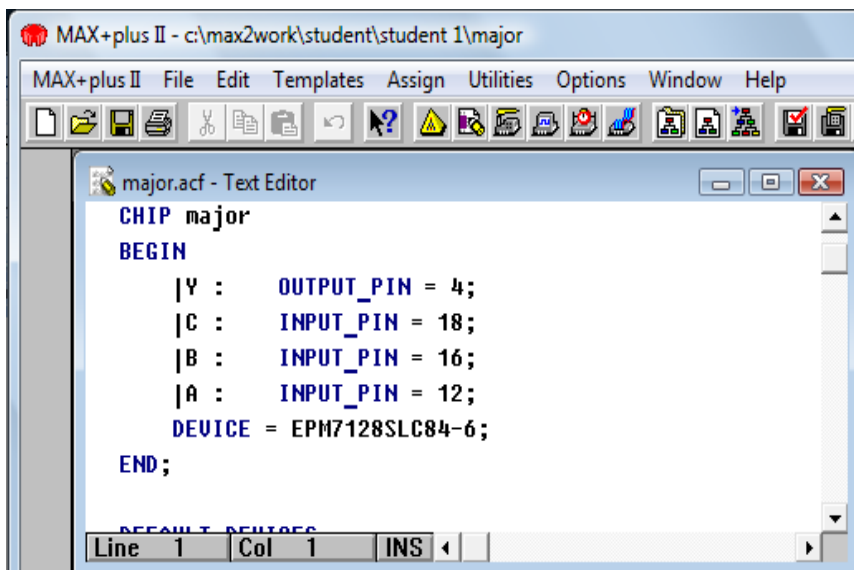 MAX+plus II - c:\max2work\student\student 1\major
MAX+plus II File Edit Templates Assign Utilities Options Window Help
major.acf - Text Editor
CHIP major
BEGIN
|Y : OUTPUT_PIN = 4;
|C : INPUT_PIN = 18;
|B : INPUT_PIN = 16;
|A : INPUT_PIN = 12;
DEVICE = EPM7128SLC84-6;
END;
DEFAULT_DEVICES
Line 1 Col 1 INS